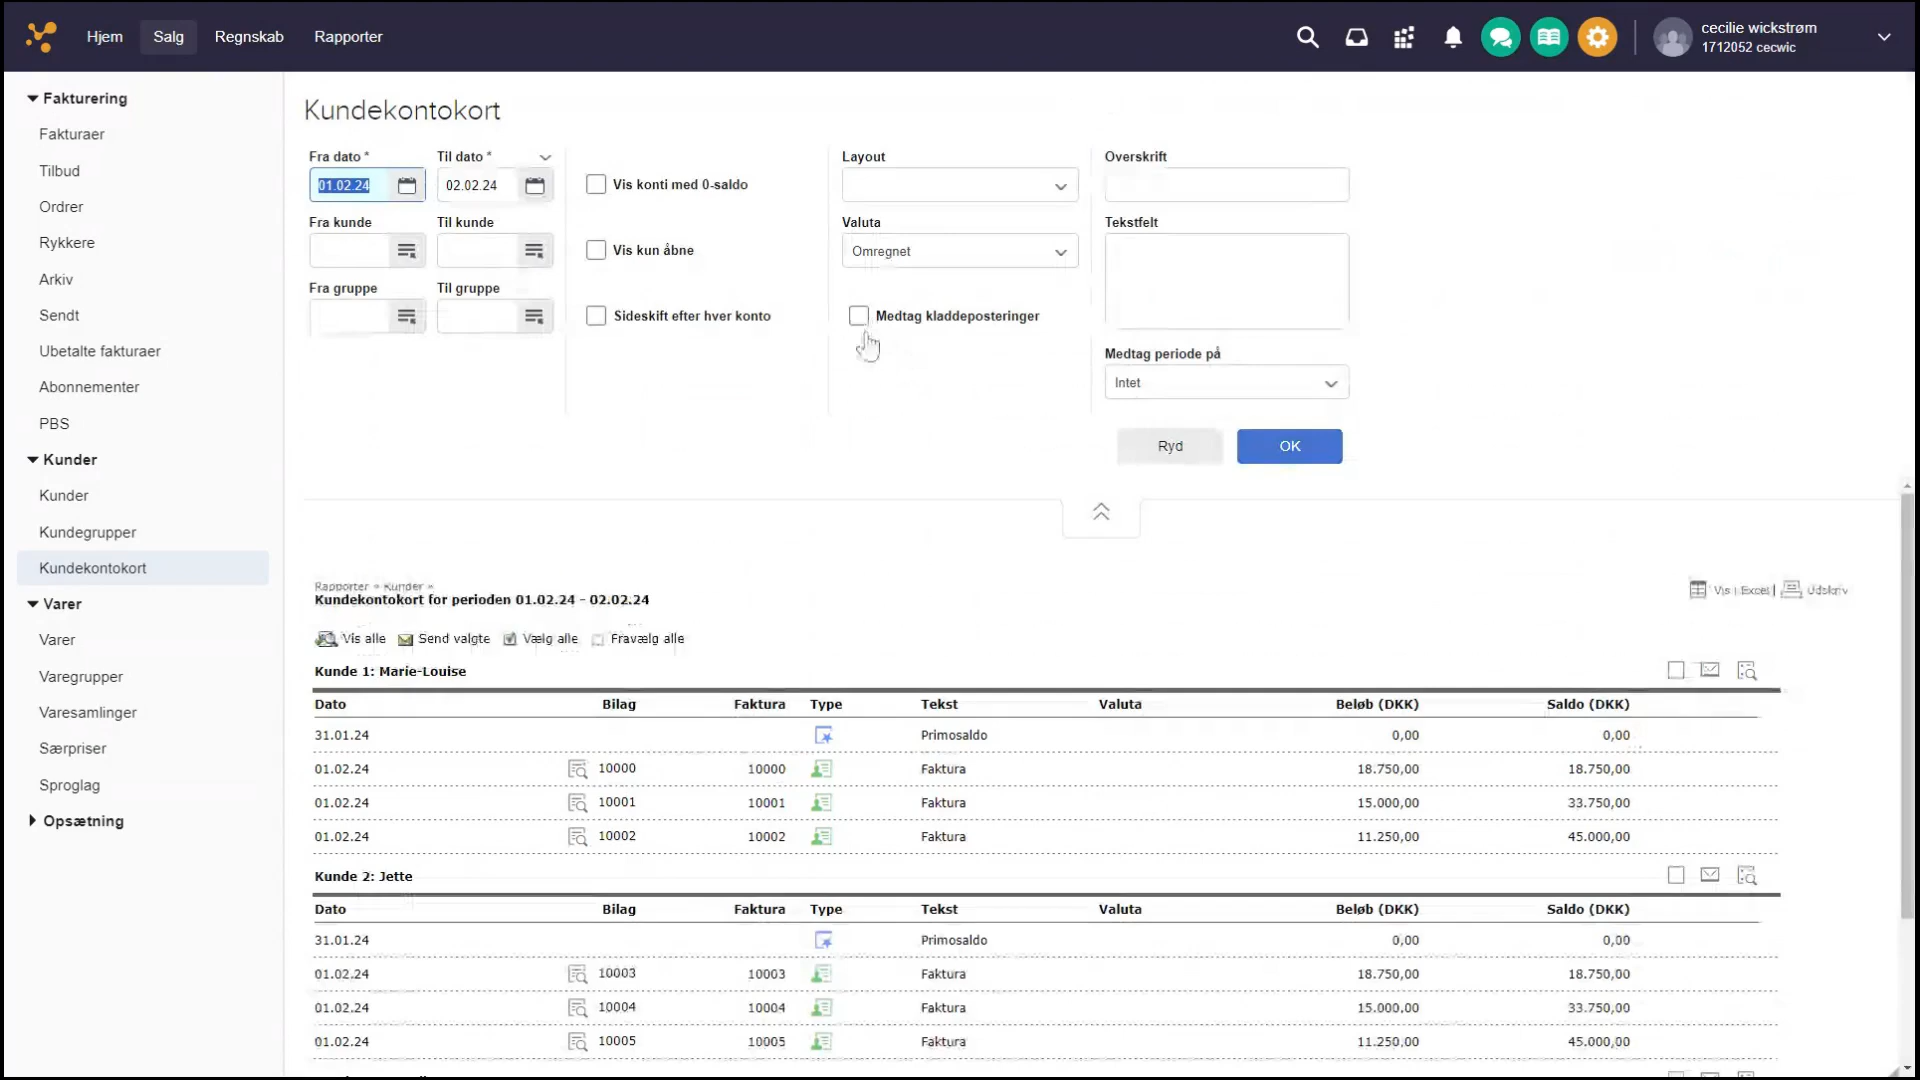 Hjem Salg Regnskab Rapporter
cecilie wickstrøm
1712052 cecwic
Fakturering
Fakturaer
Tilbud
Ordrer
Rykkere
Arkiv
Sendt
Ubetalte fakturaer
Abonnementer
PBS
Kunder
Kunder
Kundegrupper
Kundekontokort
Varer
Varer
Varegrupper
Varesamlinger
Særpriser
Sproglag
Opsætning
Kundekontokort
Fra dato * Til dato * Layout Overskrift
01.02.24 02.02.24 Vis konti med 0-saldo
Fra kunde Til kunde Valuta Tekstfelt
Vis kun åbne Omregnet
Fra gruppe Til gruppe
Sideskift efter hver konto Medtag kladdeposteringer
Medtag periode på
Intet
Ryd OK
Rapporter » Kunder »
Kundekontokort for perioden 01.02.24 - 02.02.24
Vis i Excel | Udskriv
Vis alle Send valgte Vælg alle Fravælg alle
Kunde 1: Marie-Louise
Dato Bilag Faktura Type Tekst Valuta Beløb (DKK) Saldo (DKK)
31.01.24 Primosaldo 0,00 0,00
01.02.24 10000 10000 Faktura 18.750,00 18.750,00
01.02.24 10001 10001 Faktura 15.000,00 33.750,00
01.02.24 10002 10002 Faktura 11.250,00 45.000,00
Kunde 2: Jette
Dato Bilag Faktura Type Tekst Valuta Beløb (DKK) Saldo (DKK)
31.01.24 Primosaldo 0,00 0,00
01.02.24 10003 10003 Faktura 18.750,00 18.750,00
01.02.24 10004 10004 Faktura 15.000,00 33.750,00
01.02.24 10005 10005 Faktura 11.250,00 45.000,00